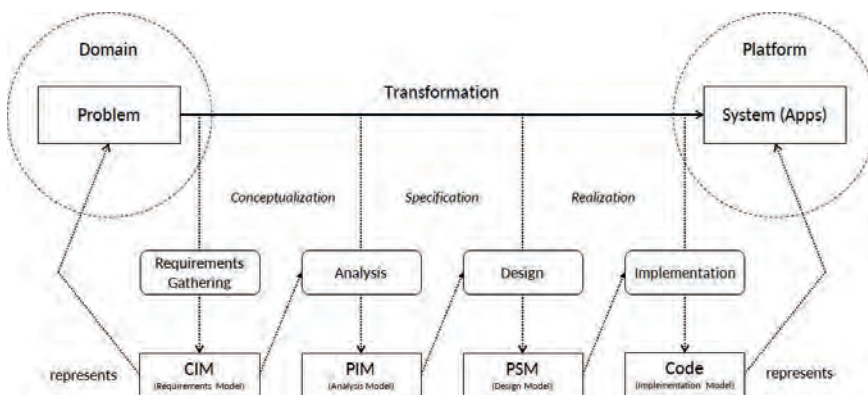 Domain
Platform
Problem
Transformation
System (Apps)
Conceptualization
Specification
Realization
Requirements
Gathering
Analysis
Design
Implementation
represents
CIM
(Requirements Model)
PIM
(Analysis Model)
PSM
(Design Model)
Code
(Implementation Model)
represents